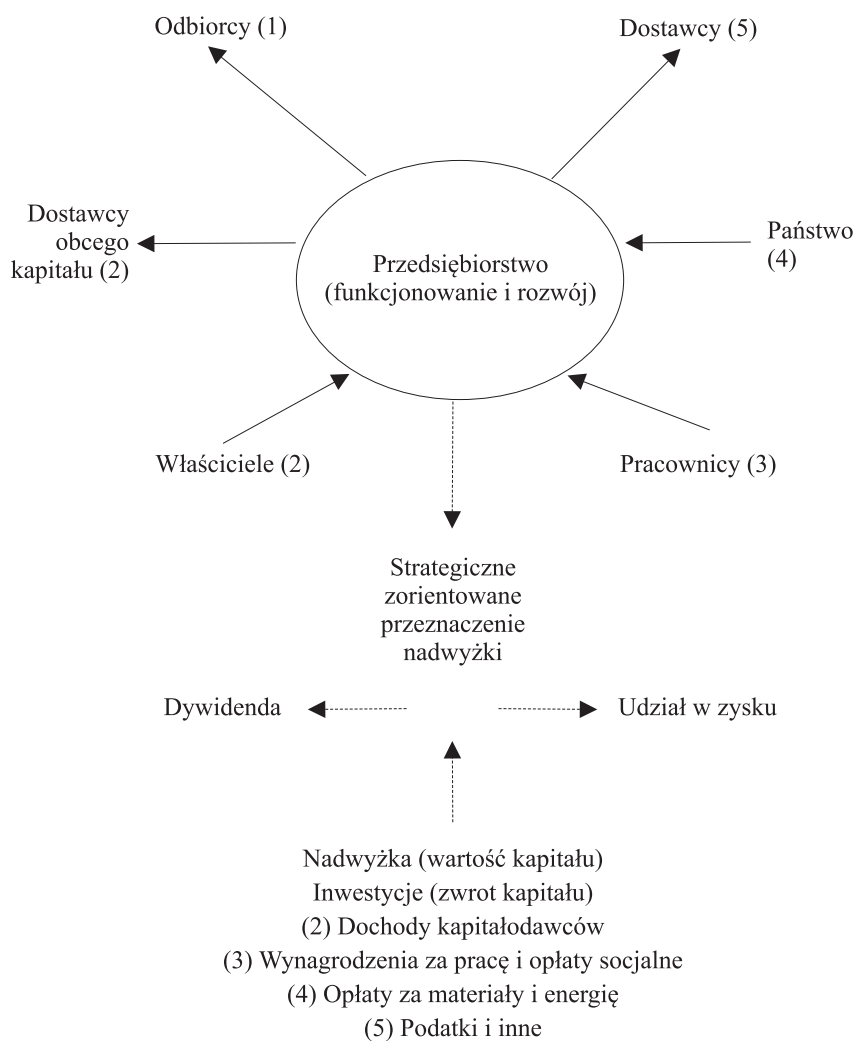 Odbiorcy (1)
Dostawcy (5)
Dostawcy
obcego
kapitału (2)
Państwo
(4)
Przedsiębiorstwo
(funkcjonowanie i rozwój)
Właściciele (2)
Pracownicy (3)
Strategiczne
zorientowane
przeznaczenie
nadwyżki
Dywidenda
Udział w zysku
Nadwyżka (wartość kapitału)
Inwestycje (zwrot kapitału)
(2) Dochody kapitałodawców
(3) Wynagrodzenia za pracę i opłaty socjalne
(4) Opłaty za materiały i energię
(5) Podatki i inne